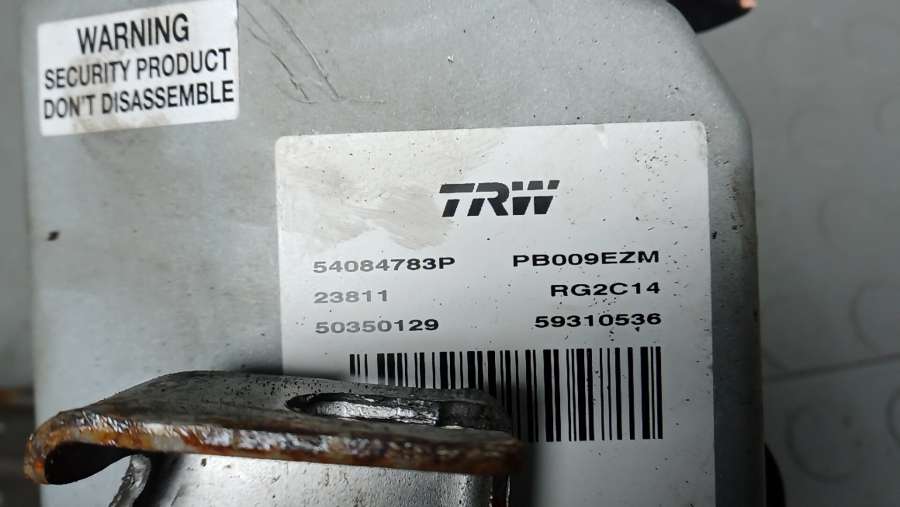 WARNING
SECURITY PRODUCT
DON'T DISASSEMBLE
TRW
54084783P PB009EZM
23811 RG2C14
50350129 59310536